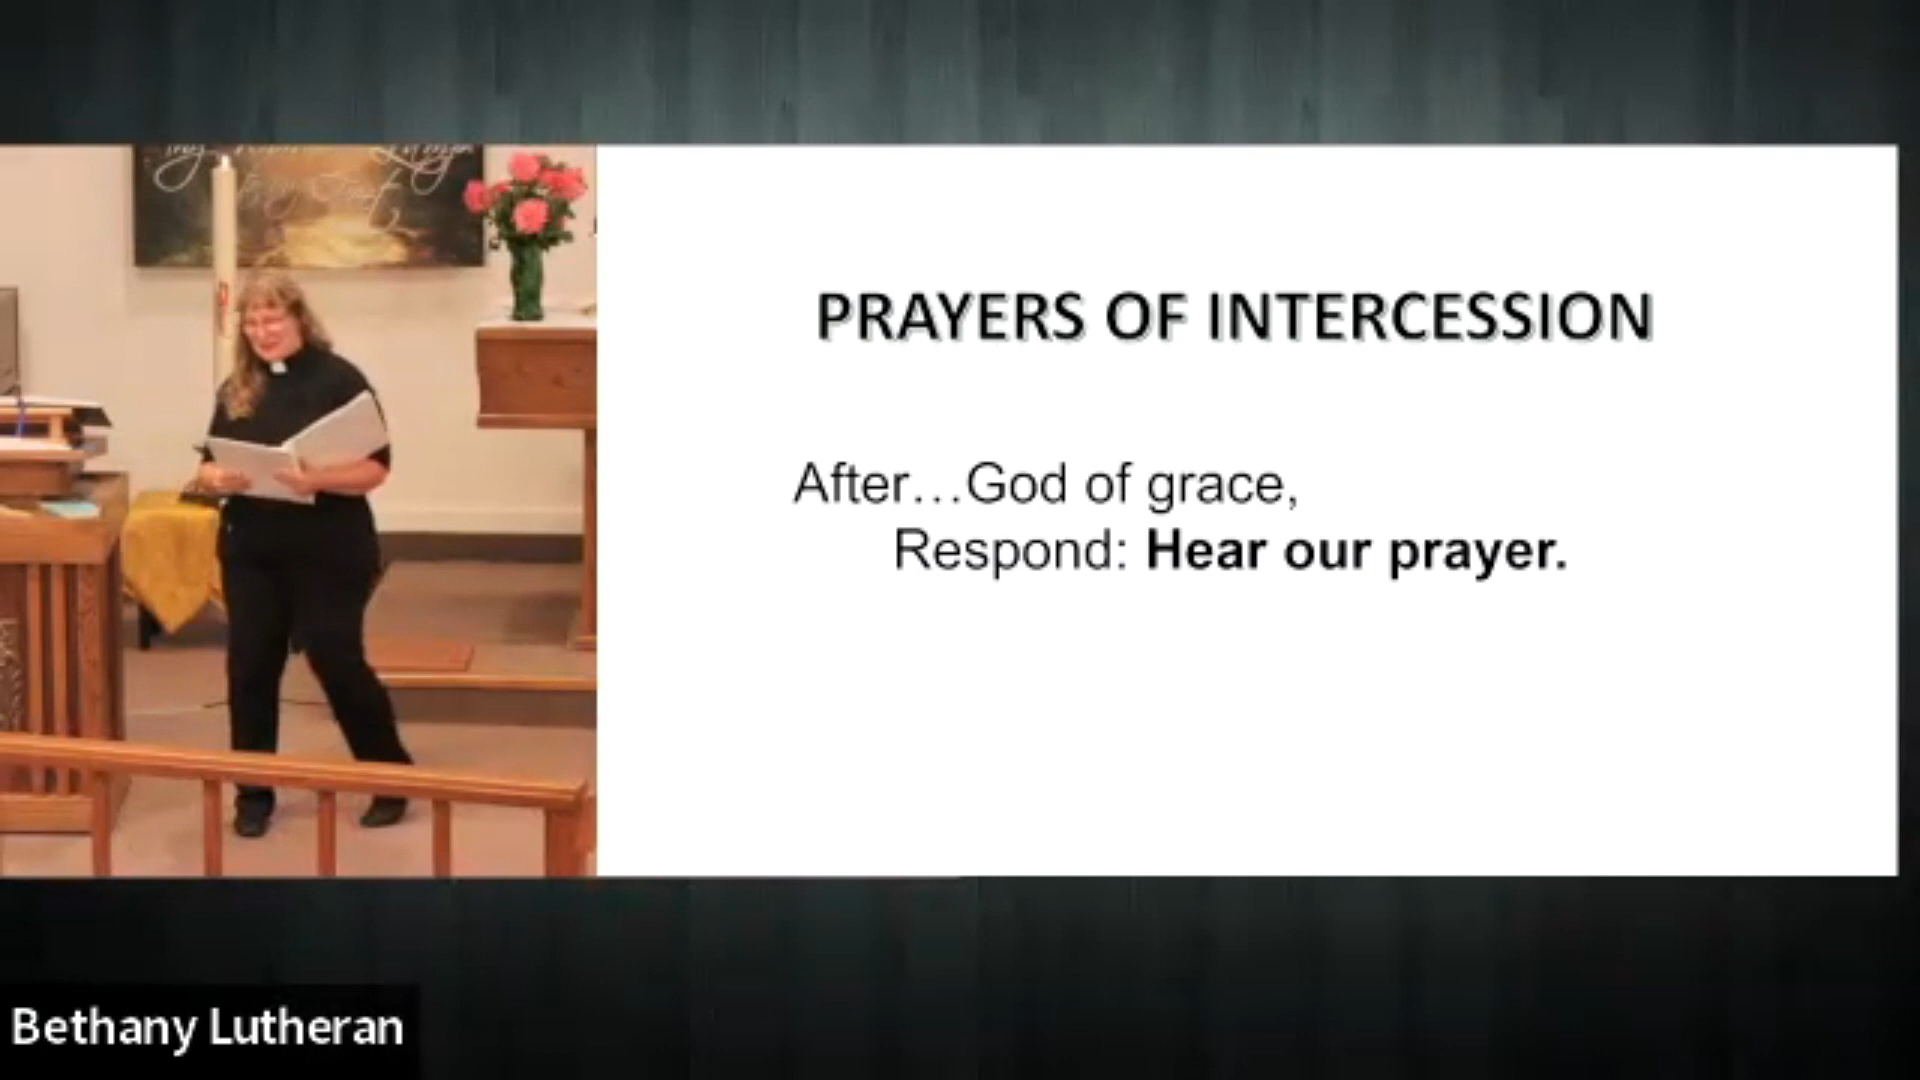 PRAYERS OF INTERCESSION
After…God of grace,
Respond: Hear our prayer.
Bethany Lutheran